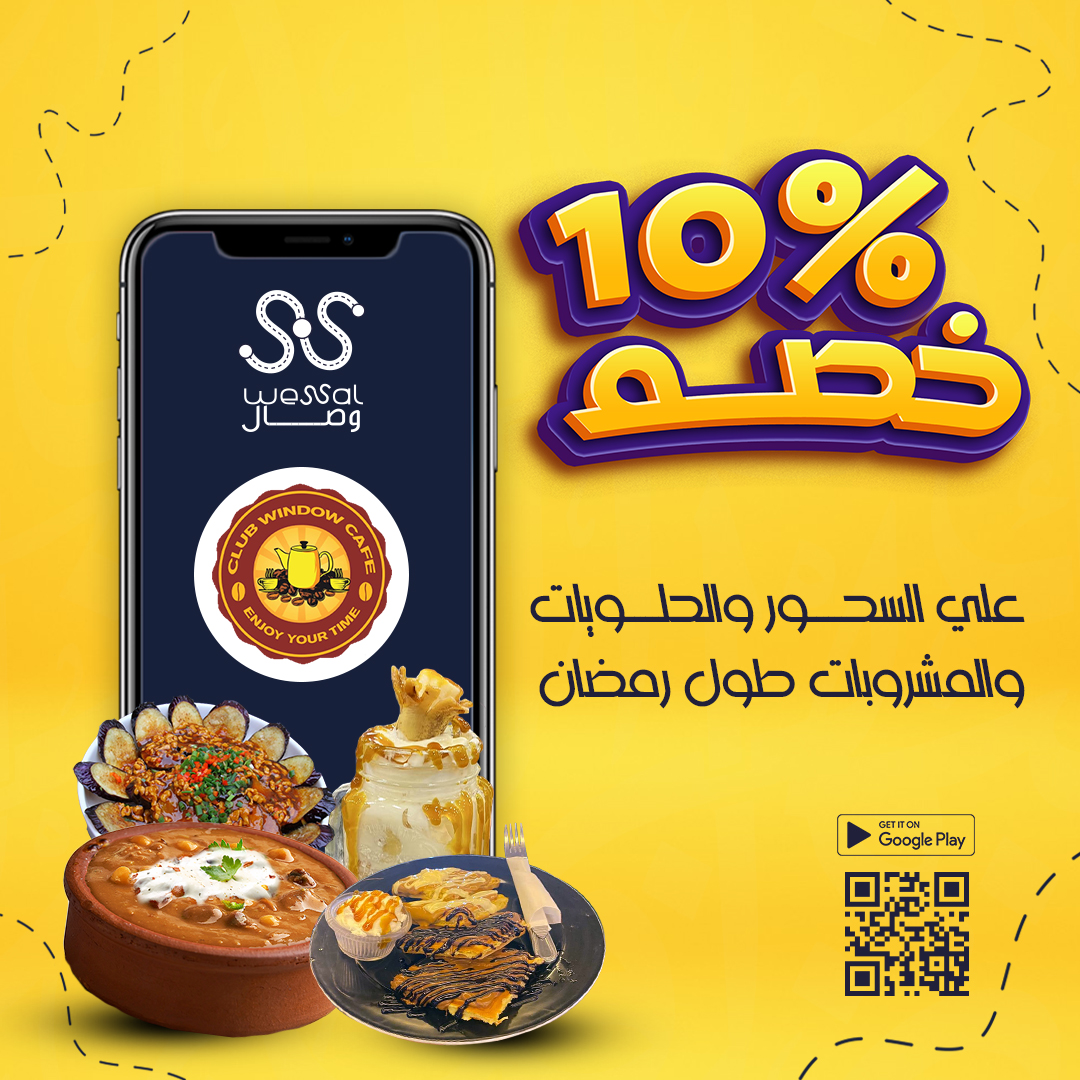 10%
خصم
wessal
وصال
CLUB WINDOW CAFE
ENJOY YOUR TIME
علي السحور والحلويات
والمشروبات طول رمضان
GET IT ON
Google Play